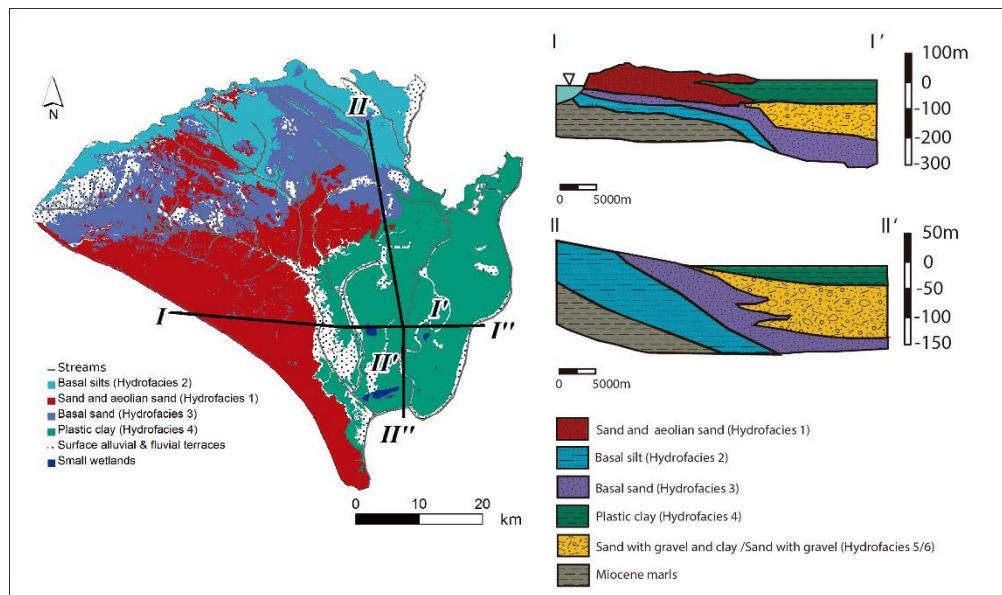 N
II
I
I'
I''
II'
II''
Streams
Basal silts (Hydrofacies 2)
Sand and aeolian sand (Hydrofacies 1)
Basal sand (Hydrofacies 3)
Plastic clay (Hydrofacies 4)
Surface alluvial & fluvial terraces
Small wetlands
0 10 20
km
I I'
100m
0
-100
-200
-300
0 5000m
II II'
50m
0
-50
-100
-150
0 5000m
Sand and aeolian sand (Hydrofacies 1)
Basal silt (Hydrofacies 2)
Basal sand (Hydrofacies 3)
Plastic clay (Hydrofacies 4)
Sand with gravel and clay /Sand with gravel (Hydrofacies 5/6)
Miocene marls